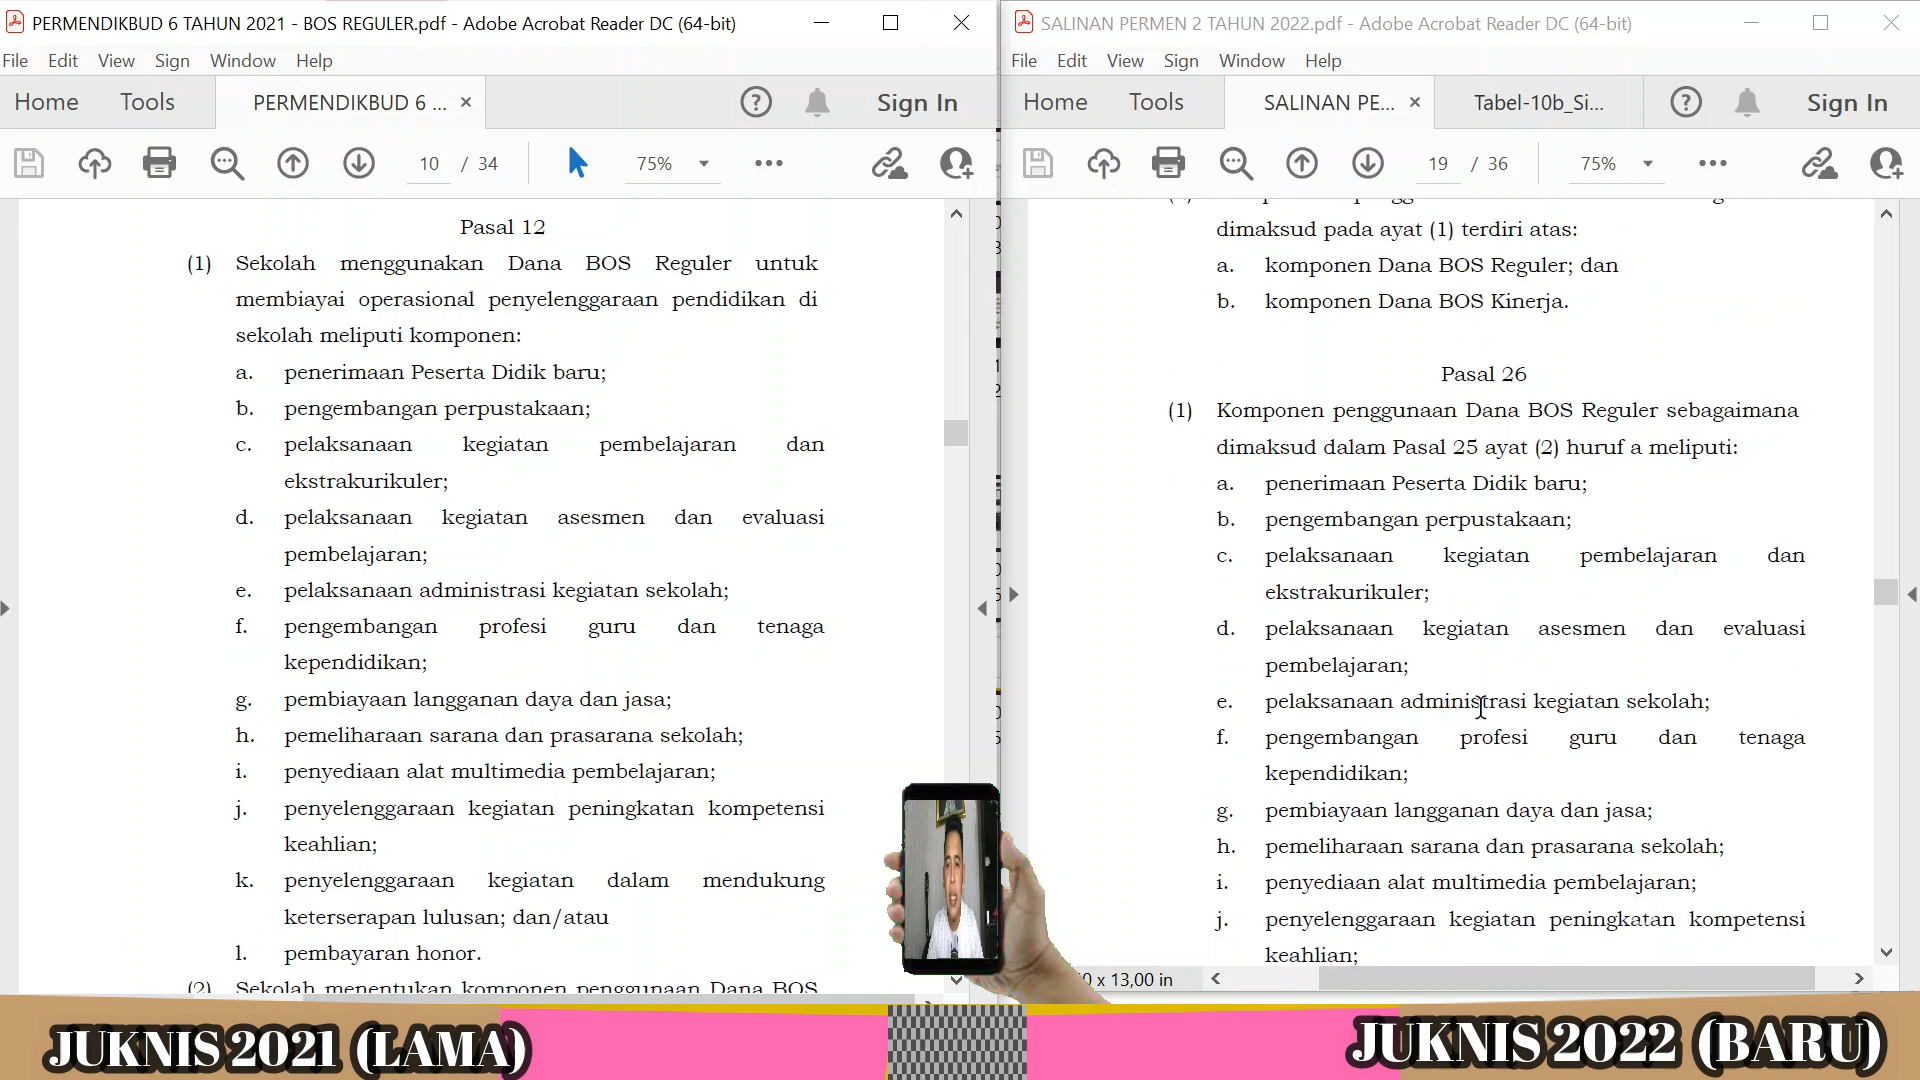 PERMENDIKBUD 6 TAHUN 2021 - BOS REGULER.pdf - Adobe Acrobat Reader DC (64-bit)
File Edit View Sign Window Help
Home Tools PERMENDIKBUD 6 ... × Sign In
10 / 34 75%
Pasal 12
(1) Sekolah menggunakan Dana BOS Reguler untuk
membiayai operasional penyelenggaraan pendidikan di
sekolah meliputi komponen:
a. penerimaan Peserta Didik baru;
b. pengembangan perpustakaan;
c. pelaksanaan kegiatan pembelajaran dan
ekstrakurikuler;
d. pelaksanaan kegiatan asesmen dan evaluasi
pembelajaran;
e. pelaksanaan administrasi kegiatan sekolah;
f. pengembangan profesi guru dan tenaga
kependidikan;
g. pembiayaan langganan daya dan jasa;
h. pemeliharaan sarana dan prasarana sekolah;
i. penyediaan alat multimedia pembelajaran;
j. penyelenggaraan kegiatan peningkatan kompetensi
keahlian;
k. penyelenggaraan kegiatan dalam mendukung
keterserapan lulusan; dan/atau
l. pembayaran honor.
(2) Sekolah menentukan komponen penggunaan Dana BOS
SALINAN PERMEN 2 TAHUN 2022.pdf - Adobe Acrobat Reader DC (64-bit)
File Edit View Sign Window Help
Home Tools SALINAN PE... × Tabel-10b_Si... Sign In
19 / 36 75%
dimaksud pada ayat (1) terdiri atas:
a. komponen Dana BOS Reguler; dan
b. komponen Dana BOS Kinerja.
Pasal 26
(1) Komponen penggunaan Dana BOS Reguler sebagaimana
dimaksud dalam Pasal 25 ayat (2) huruf a meliputi:
a. penerimaan Peserta Didik baru;
b. pengembangan perpustakaan;
c. pelaksanaan kegiatan pembelajaran dan
ekstrakurikuler;
d. pelaksanaan kegiatan asesmen dan evaluasi
pembelajaran;
e. pelaksanaan administrasi kegiatan sekolah;
f. pengembangan profesi guru dan tenaga
kependidikan;
g. pembiayaan langganan daya dan jasa;
h. pemeliharaan sarana dan prasarana sekolah;
i. penyediaan alat multimedia pembelajaran;
j. penyelenggaraan kegiatan peningkatan kompetensi
keahlian;
0 x 13,00 in
JUKNIS 2021 (LAMA)
JUKNIS 2022 (BARU)